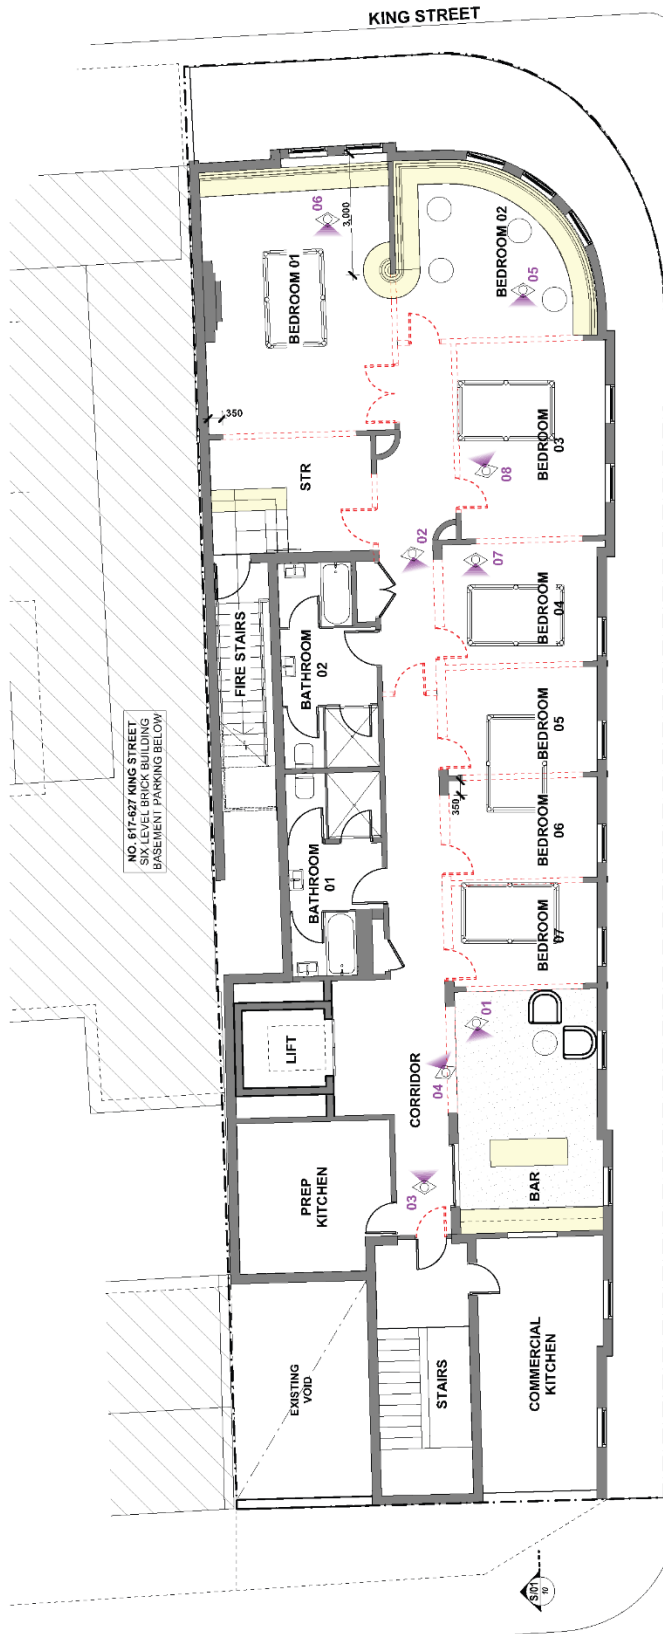 KING STREET
06
3,000
BEDROOM 01
BEDROOM 02
05
350
STR
BEDROOM
03
08
02
07
FIRE STAIRS
BATHROOM
02
BEDROOM
04
NO. 617-627 KING STREET
SIX LEVEL BRICK BUILDING
BASEMENT PARKING BELOW
BEDROOM
05
350
BATHROOM
01
BEDROOM
06
BEDROOM
07
01
LIFT
04
CORRIDOR
PREP
KITCHEN
03
BAR
EXISTING
VOID
STAIRS
COMMERCIAL
KITCHEN
S/01
10